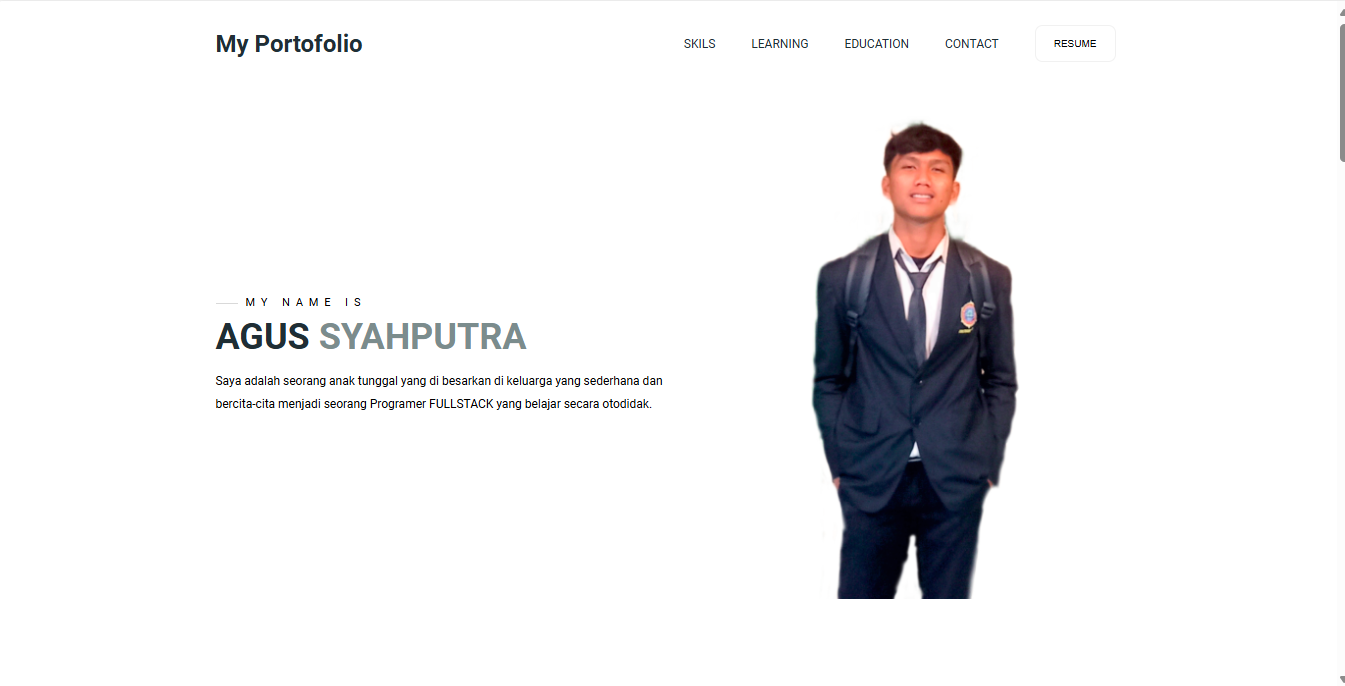 My Portofolio
SKILS LEARNING EDUCATION CONTACT RESUME
MY NAME IS
AGUS SYAHPUTRA
Saya adalah seorang anak tunggal yang di besarkan di keluarga yang sederhana dan
bercita-cita menjadi seorang Programer FULLSTACK yang belajar secara otodidak.